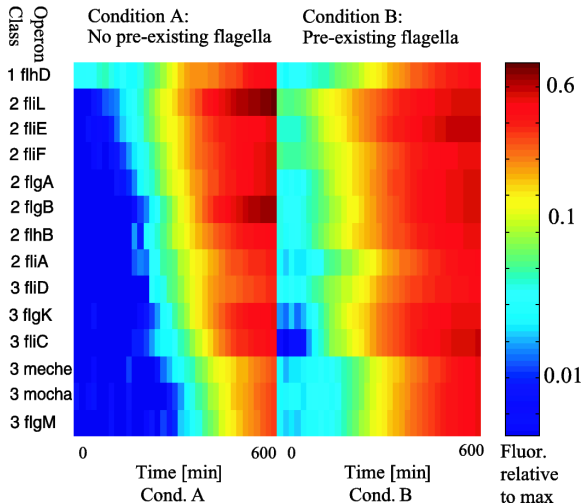 Operon
Class
Condition A:
No pre-existing flagella
Condition B:
Pre-existing flagella
1 flhD
2 fliL
2 fliE
2 fliF
2 flgA
2 flgB
2 flhB
2 fliA
3 fliD
3 flgK
3 fliC
3 meche
3 mocha
3 flgM
0.6
0.1
0.01
0 600
Time [min]
Cond. A
0 600
Time [min]
Cond. B
Fluor.
relative
to max